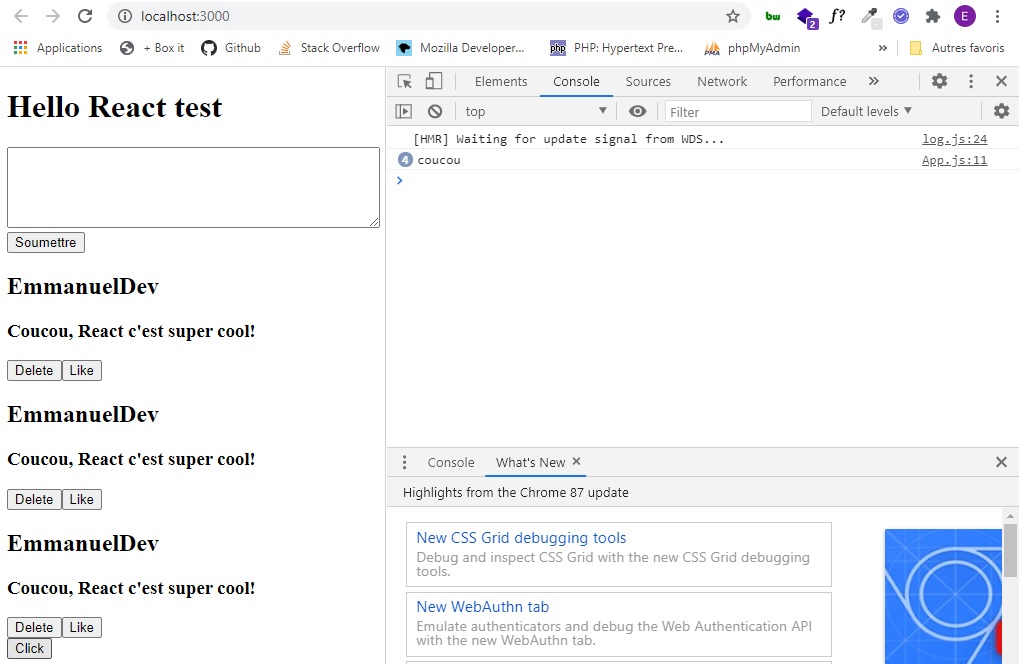 localhost:3000
bw
2
f?
E
Applications
+ Box it
Github
Stack Overflow
Mozilla Developer...
php
PHP: Hypertext Pre...
PMA
phpMyAdmin
»
Autres favoris
Hello React test
Soumettre
EmmanuelDev
Coucou, React c'est super cool!
Delete
Like
EmmanuelDev
Coucou, React c'est super cool!
Delete
Like
EmmanuelDev
Coucou, React c'est super cool!
Delete
Like
Click
Elements
Console
Sources
Network
Performance
»
top
Filter
Default levels
[HMR] Waiting for update signal from WDS...
log.js:24
4
coucou
App.js:11
Console
What's New
Highlights from the Chrome 87 update
New CSS Grid debugging tools
Debug and inspect CSS Grid with the new CSS Grid debugging
tools.
New WebAuthn tab
Emulate authenticators and debug the Web Authentication API
with the new WebAuthn tab.